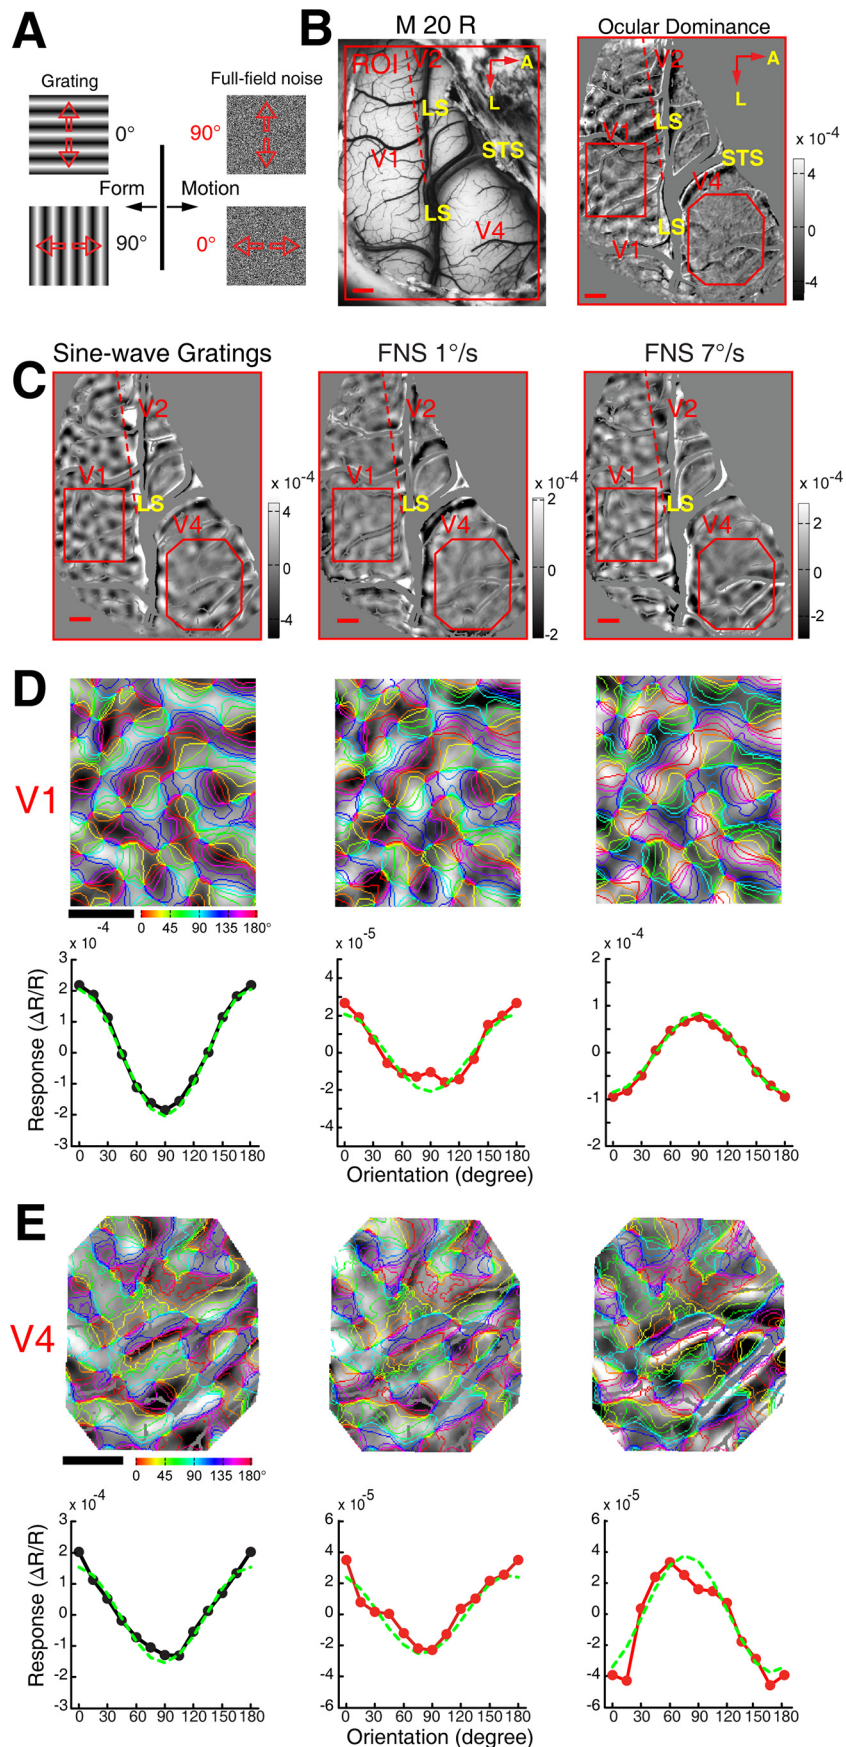 A
Grating
Full-field noise
0°
90°
Form
Motion
90°
0°
B
M 20 R
ROI
V2
A
L
LS
V1
STS
LS
V4
Ocular Dominance
V2
A
L
LS
V1
STS
V4
LS
V1
x 10-4
4
0
-4
C
Sine-wave Gratings
FNS 1°/s
FNS 7°/s
V2
V1
LS
V4
x 10-4
4
0
-4
V2
V1
LS
V4
x 10-4
2
0
-2
V2
V1
LS
V4
x 10-4
2
0
-2
D
V1
0 45 90 135 180°
x 10-4
3
2
1
0
-1
-2
-3
Response (ΔR/R)
0 30 60 90 120 150 180
x 10-5
4
2
0
-2
-4
0 30 60 90 120 150 180
Orientation (degree)
x 10-4
2
1
0
-1
-2
0 30 60 90 120 150 180
E
V4
0 45 90 135 180°
x 10-4
3
2
1
0
-1
-2
-3
Response (ΔR/R)
0 30 60 90 120 150 180
x 10-5
6
4
2
0
-2
-4
-6
0 30 60 90 120 150 180
Orientation (degree)
x 10-5
6
4
2
0
-2
-4
-6
0 30 60 90 120 150 180